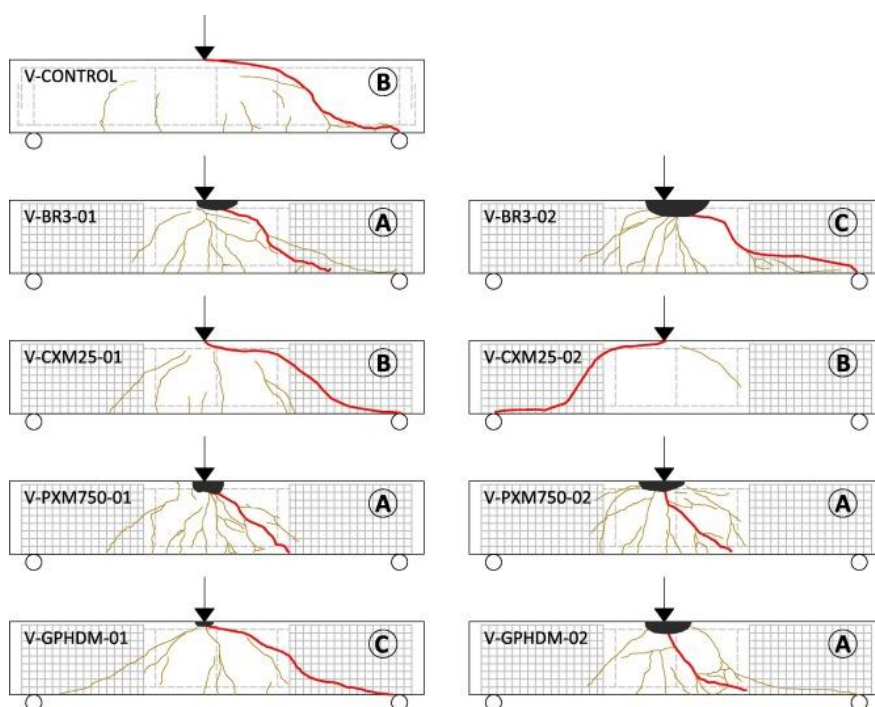 V-CONTROL
B
V-BR3-01
A
V-BR3-02
C
V-CXM25-01
B
V-CXM25-02
B
V-PXM750-01
A
V-PXM750-02
A
V-GPHDM-01
C
V-GPHDM-02
A